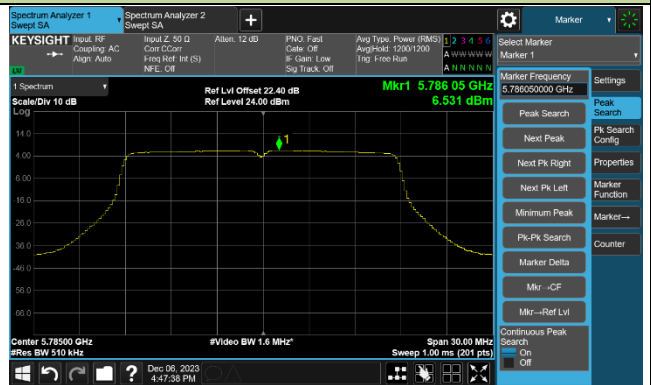 Spectrum Analyzer 1
Swept SA
Spectrum Analyzer 2
Swept SA
+
Marker
KEYSIGHT
Input: RF
Coupling: AC
Align: Auto
Input Z: 50 Ω
Corr CCorr
Freq Ref: Int (S)
NFE: Off
Atten: 12 dB
PNO: Fast
Gate: Off
IF Gain: Low
Sig Track: Off
Avg Type: Power (RMS)
Avg|Hold: 1200/1200
Trig: Free Run
1 2 3 4 5 6
A W W W W W
A N N N N N
LXI
Select Marker
Marker 1
1 Spectrum
Scale/Div 10 dB
Log
Ref Lvl Offset 22.40 dB
Ref Level 24.00 dBm
Mkr1 5.786 05 GHz
6.531 dBm
1
14.0
4.00
-6.00
-16.0
-26.0
-36.0
-46.0
-56.0
-66.0
Center 5.78500 GHz
#Res BW 510 kHz
#Video BW 1.6 MHz*
Span 30.00 MHz
Sweep 1.00 ms (201 pts)
Marker Frequency
5.786050000 GHz
Peak Search
Next Peak
Next Pk Right
Next Pk Left
Minimum Peak
Pk-Pk Search
Marker Delta
Mkr→CF
Mkr→Ref Lvl
Continuous Peak
Search
On
Off
Settings
Peak
Search
Pk Search
Config
Properties
Marker
Function
Marker→
Counter
?
Dec 06, 2023
4:47:38 PM